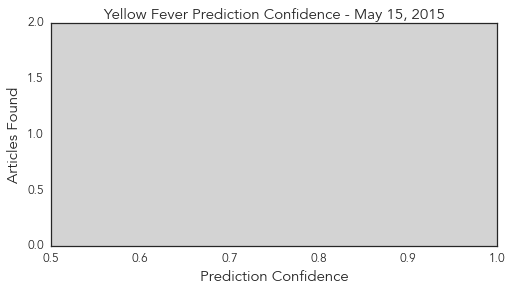 Yellow Fever Prediction Confidence - May 15, 2015
2.0
1.5
1.0
0.5
0.0
Articles Found
0.5 0.6 0.7 0.8 0.9 1.0
Prediction Confidence